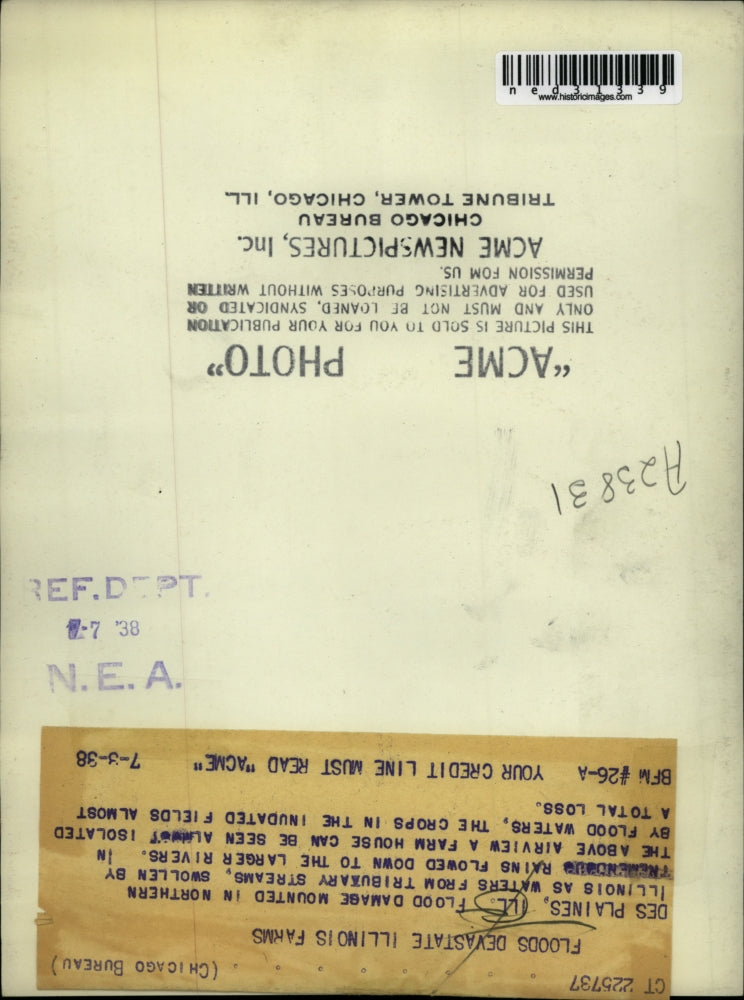 ned31339
www.historicimages.com
"ACME PHOTO"
THIS PICTURE IS SOLD TO YOU FOR YOUR PUBLICATION
ONLY AND MUST NOT BE LOANED, SYNDICATED OR
USED FOR ADVERTISING PURPOSES WITHOUT WRITTEN
PERMISSION FOM US.
ACME NEWSPICTURES, Inc.
CHICAGO BUREAU
TRIBUNE TOWER, CHICAGO, ILL.
A23831
REF.DEPT.
7-7 '38
N.E.A.
CT 225737 . . . . . (CHICAGO BUREAU)
FLOODS DEVASTATE ILLINOIS FARMS
DES PLAINES, ILL. FLOOD DAMAGE MOUNTED IN NORTHERN
ILLINOIS AS WATERS FROM TRIBUTARY STREAMS, SWOLLEN BY
TREMENDOUS RAINS FLOWED DOWN TO THE LARGER RIVERS. IN
THE ABOVE AIRVIEW A FARM HOUSE CAN BE SEEN ALMOST ISOLATED
BY FLOOD WATERS, THE CROPS IN THE INUDATED FIELDS ALMOST
A TOTAL LOSS.
BFM #26-A YOUR CREDIT LINE MUST READ "ACME" 7-3-38